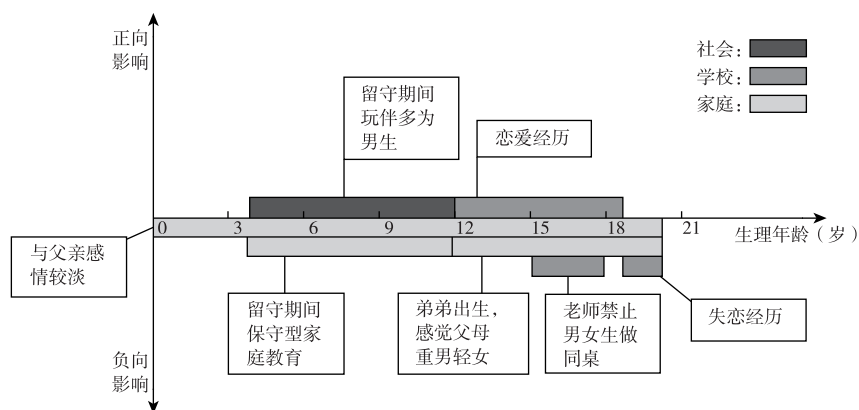 正向
影响
社会：
学校：
家庭：
留守期间
玩伴多为
男生
恋爱经历
0
3
6
9
12
15
18
21
生理年龄（岁）
与父亲感
情较淡
留守期间
保守型家
庭教育
弟弟出生，
感觉父母
重男轻女
老师禁止
男女生做
同桌
失恋经历
负向
影响